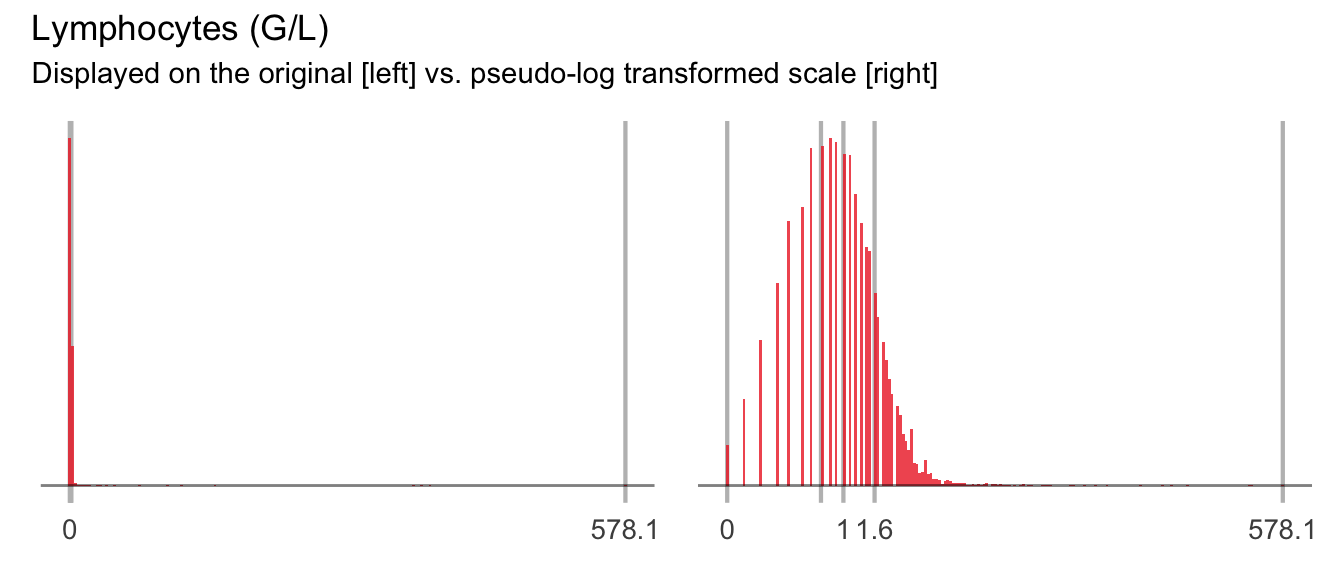 Lymphocytes (G/L)
Displayed on the original [left] vs. pseudo-log transformed scale [right]
0 578.1 0 1 1.6 578.1